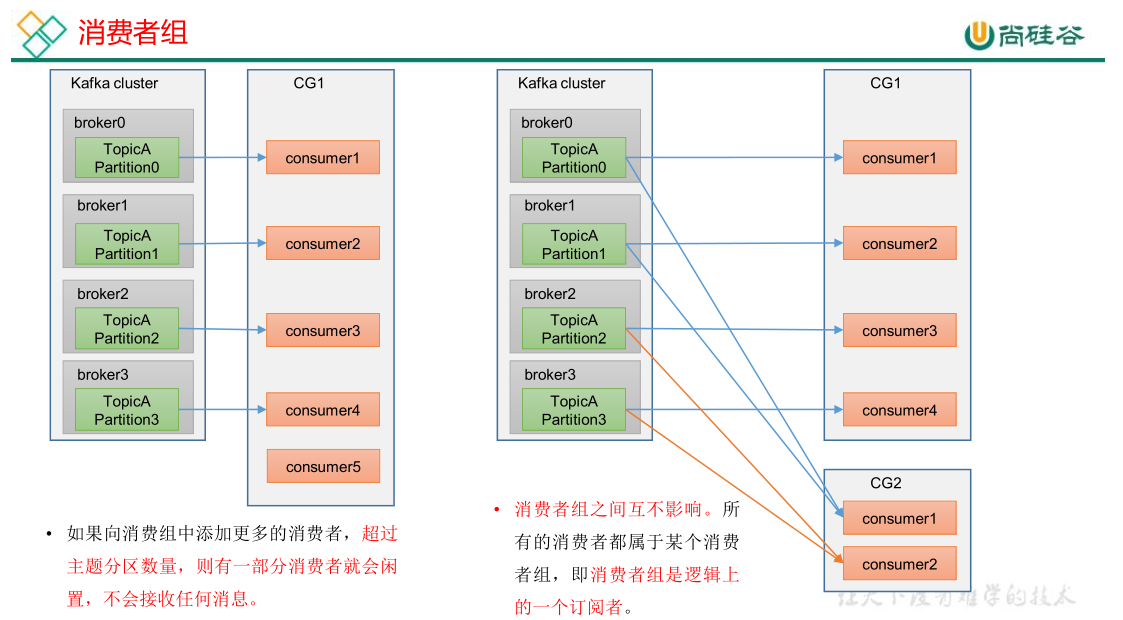 消费者组
尚硅谷
Kafka cluster
broker0
TopicA
Partition0
broker1
TopicA
Partition1
broker2
TopicA
Partition2
broker3
TopicA
Partition3
CG1
consumer1
consumer2
consumer3
consumer4
consumer5
• 如果向消费组中添加更多的消费者，超过
主题分区数量，则有一部分消费者就会闲
置，不会接收任何消息。
Kafka cluster
broker0
TopicA
Partition0
broker1
TopicA
Partition1
broker2
TopicA
Partition2
broker3
TopicA
Partition3
CG1
consumer1
consumer2
consumer3
consumer4
CG2
consumer1
consumer2
• 消费者组之间互不影响。所
有的消费者都属于某个消费
者组，即消费者组是逻辑上
的一个订阅者。
让天下没有难学的技术